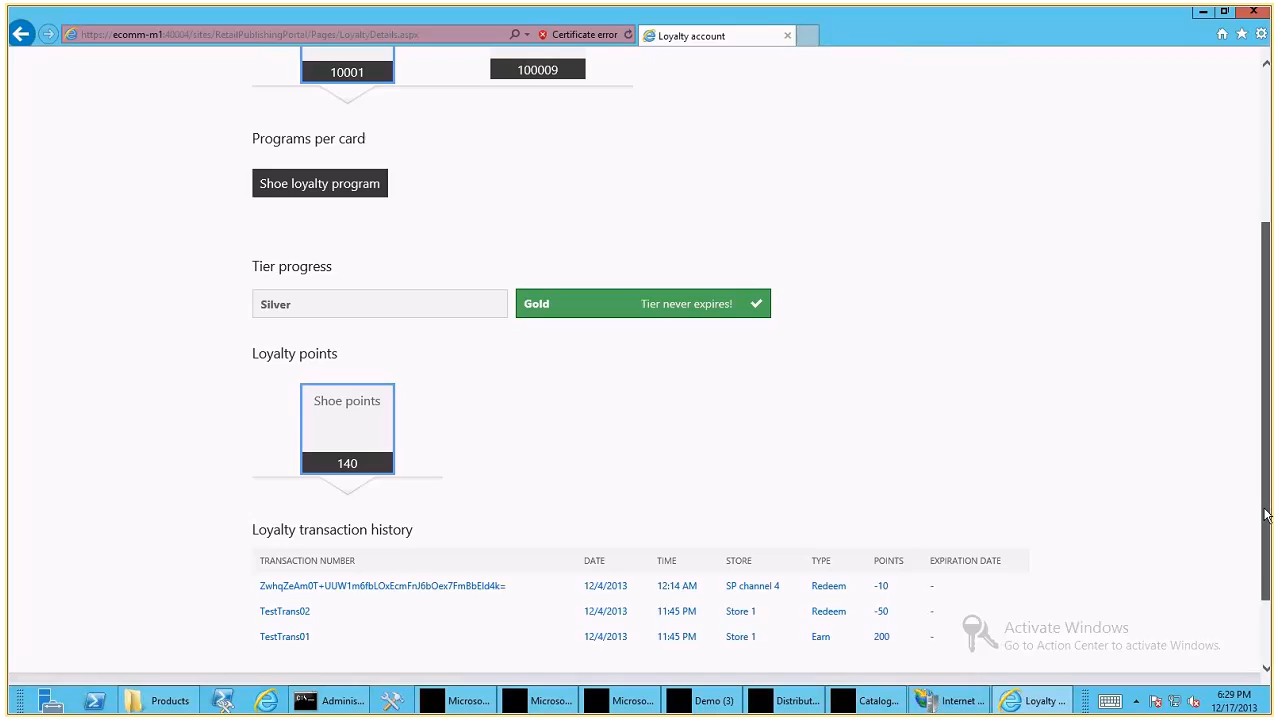 https://ecomm-m1:40004/sites/RetailPublishingPortal/Pages/LoyaltyDetails.aspx
Certificate error
Loyalty account
10001
100009
Programs per card
Shoe loyalty program
Tier progress
Silver
Gold Tier never expires!
Loyalty points
Shoe points
140
Loyalty transaction history
TRANSACTION NUMBER DATE TIME STORE TYPE POINTS EXPIRATION DATE
ZwhqZeAm0T+UUW1m6fbLOxEcmFnJ6bOex7FmBbEld4k= 12/4/2013 12:14 AM SP channel 4 Redeem -10 -
TestTrans02 12/4/2013 11:45 PM Store 1 Redeem -50 -
TestTrans01 12/4/2013 11:45 PM Store 1 Earn 200 -
Activate Windows
Go to Action Center to activate Windows.
Products
Adminis...
Microso...
Microso...
Microso...
Demo (3)
Distribut...
Catalog...
Internet ...
Loyalty ...
6:29 PM
12/17/2013